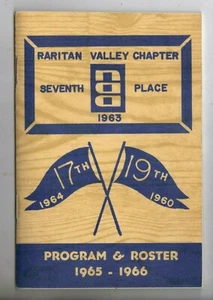 RARITAN VALLEY CHAPTER
SEVENTH PLACE
1963
17TH 19TH
1964 1960
PROGRAM & ROSTER
1965 - 1966